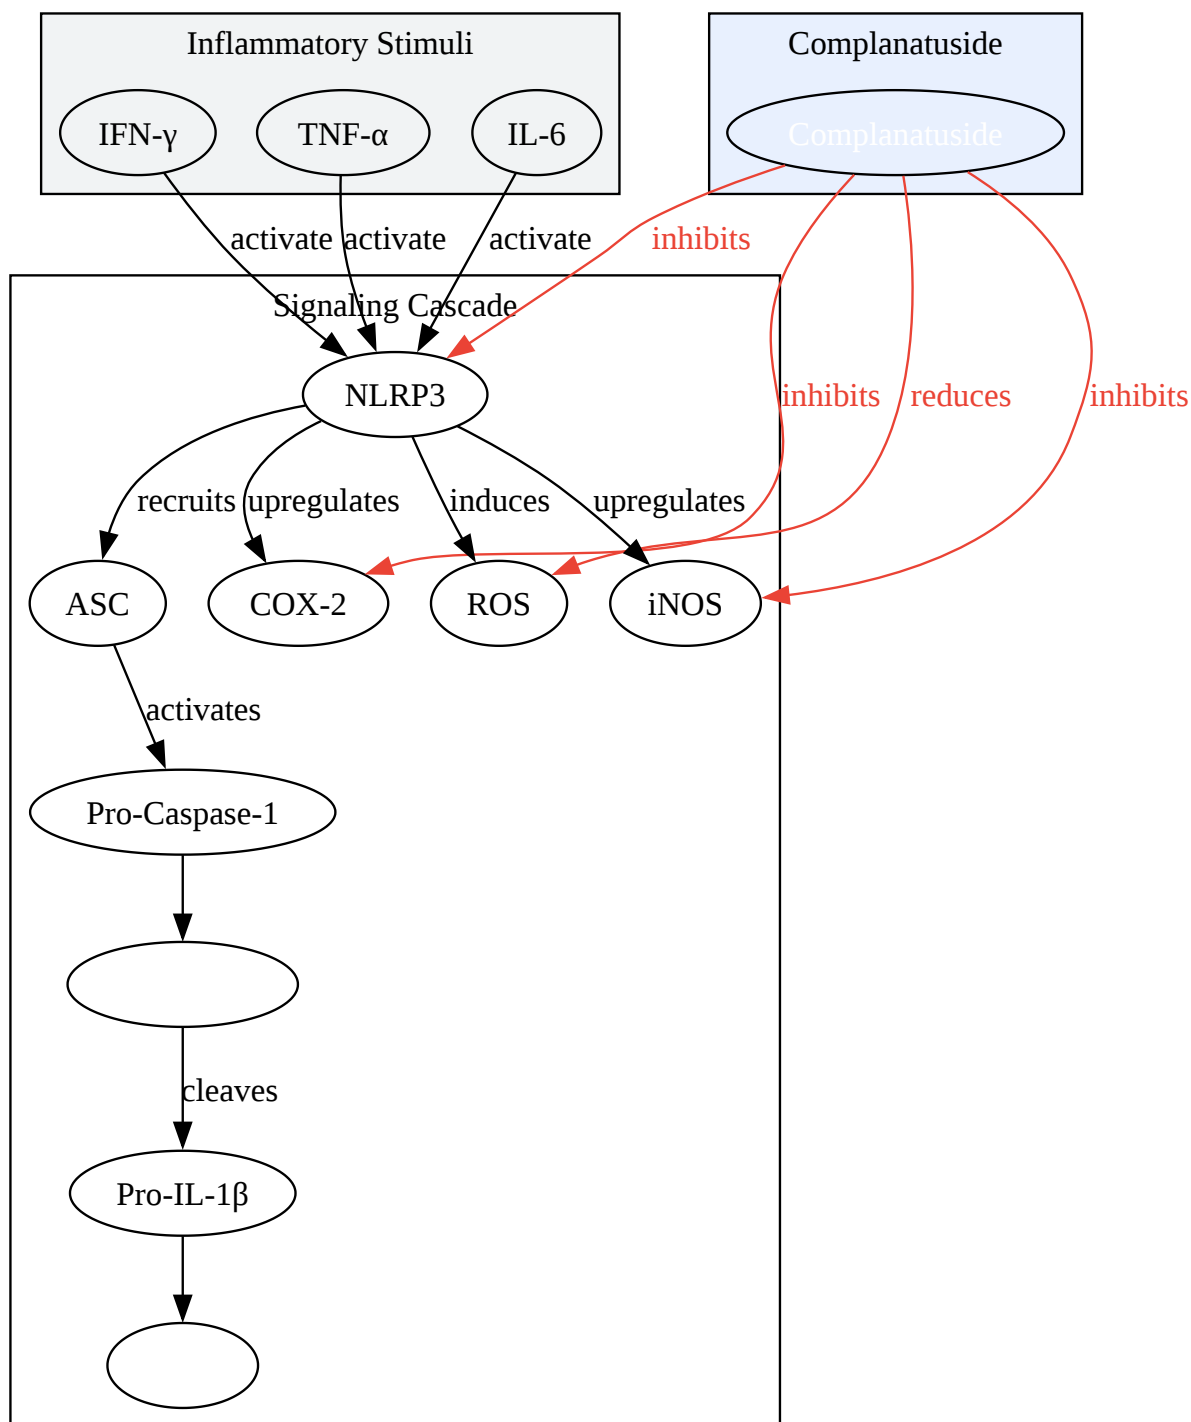 Inflammatory Stimuli
Complanatuside
IFN-γ
TNF-α
IL-6
Complanatuside
activate
activate
activate
inhibits
Signaling Cascade
NLRP3
inhibits
reduces
inhibits
recruits
upregulates
induces
upregulates
ASC
COX-2
ROS
iNOS
activates
Pro-Caspase-1
cleaves
Pro-IL-1β